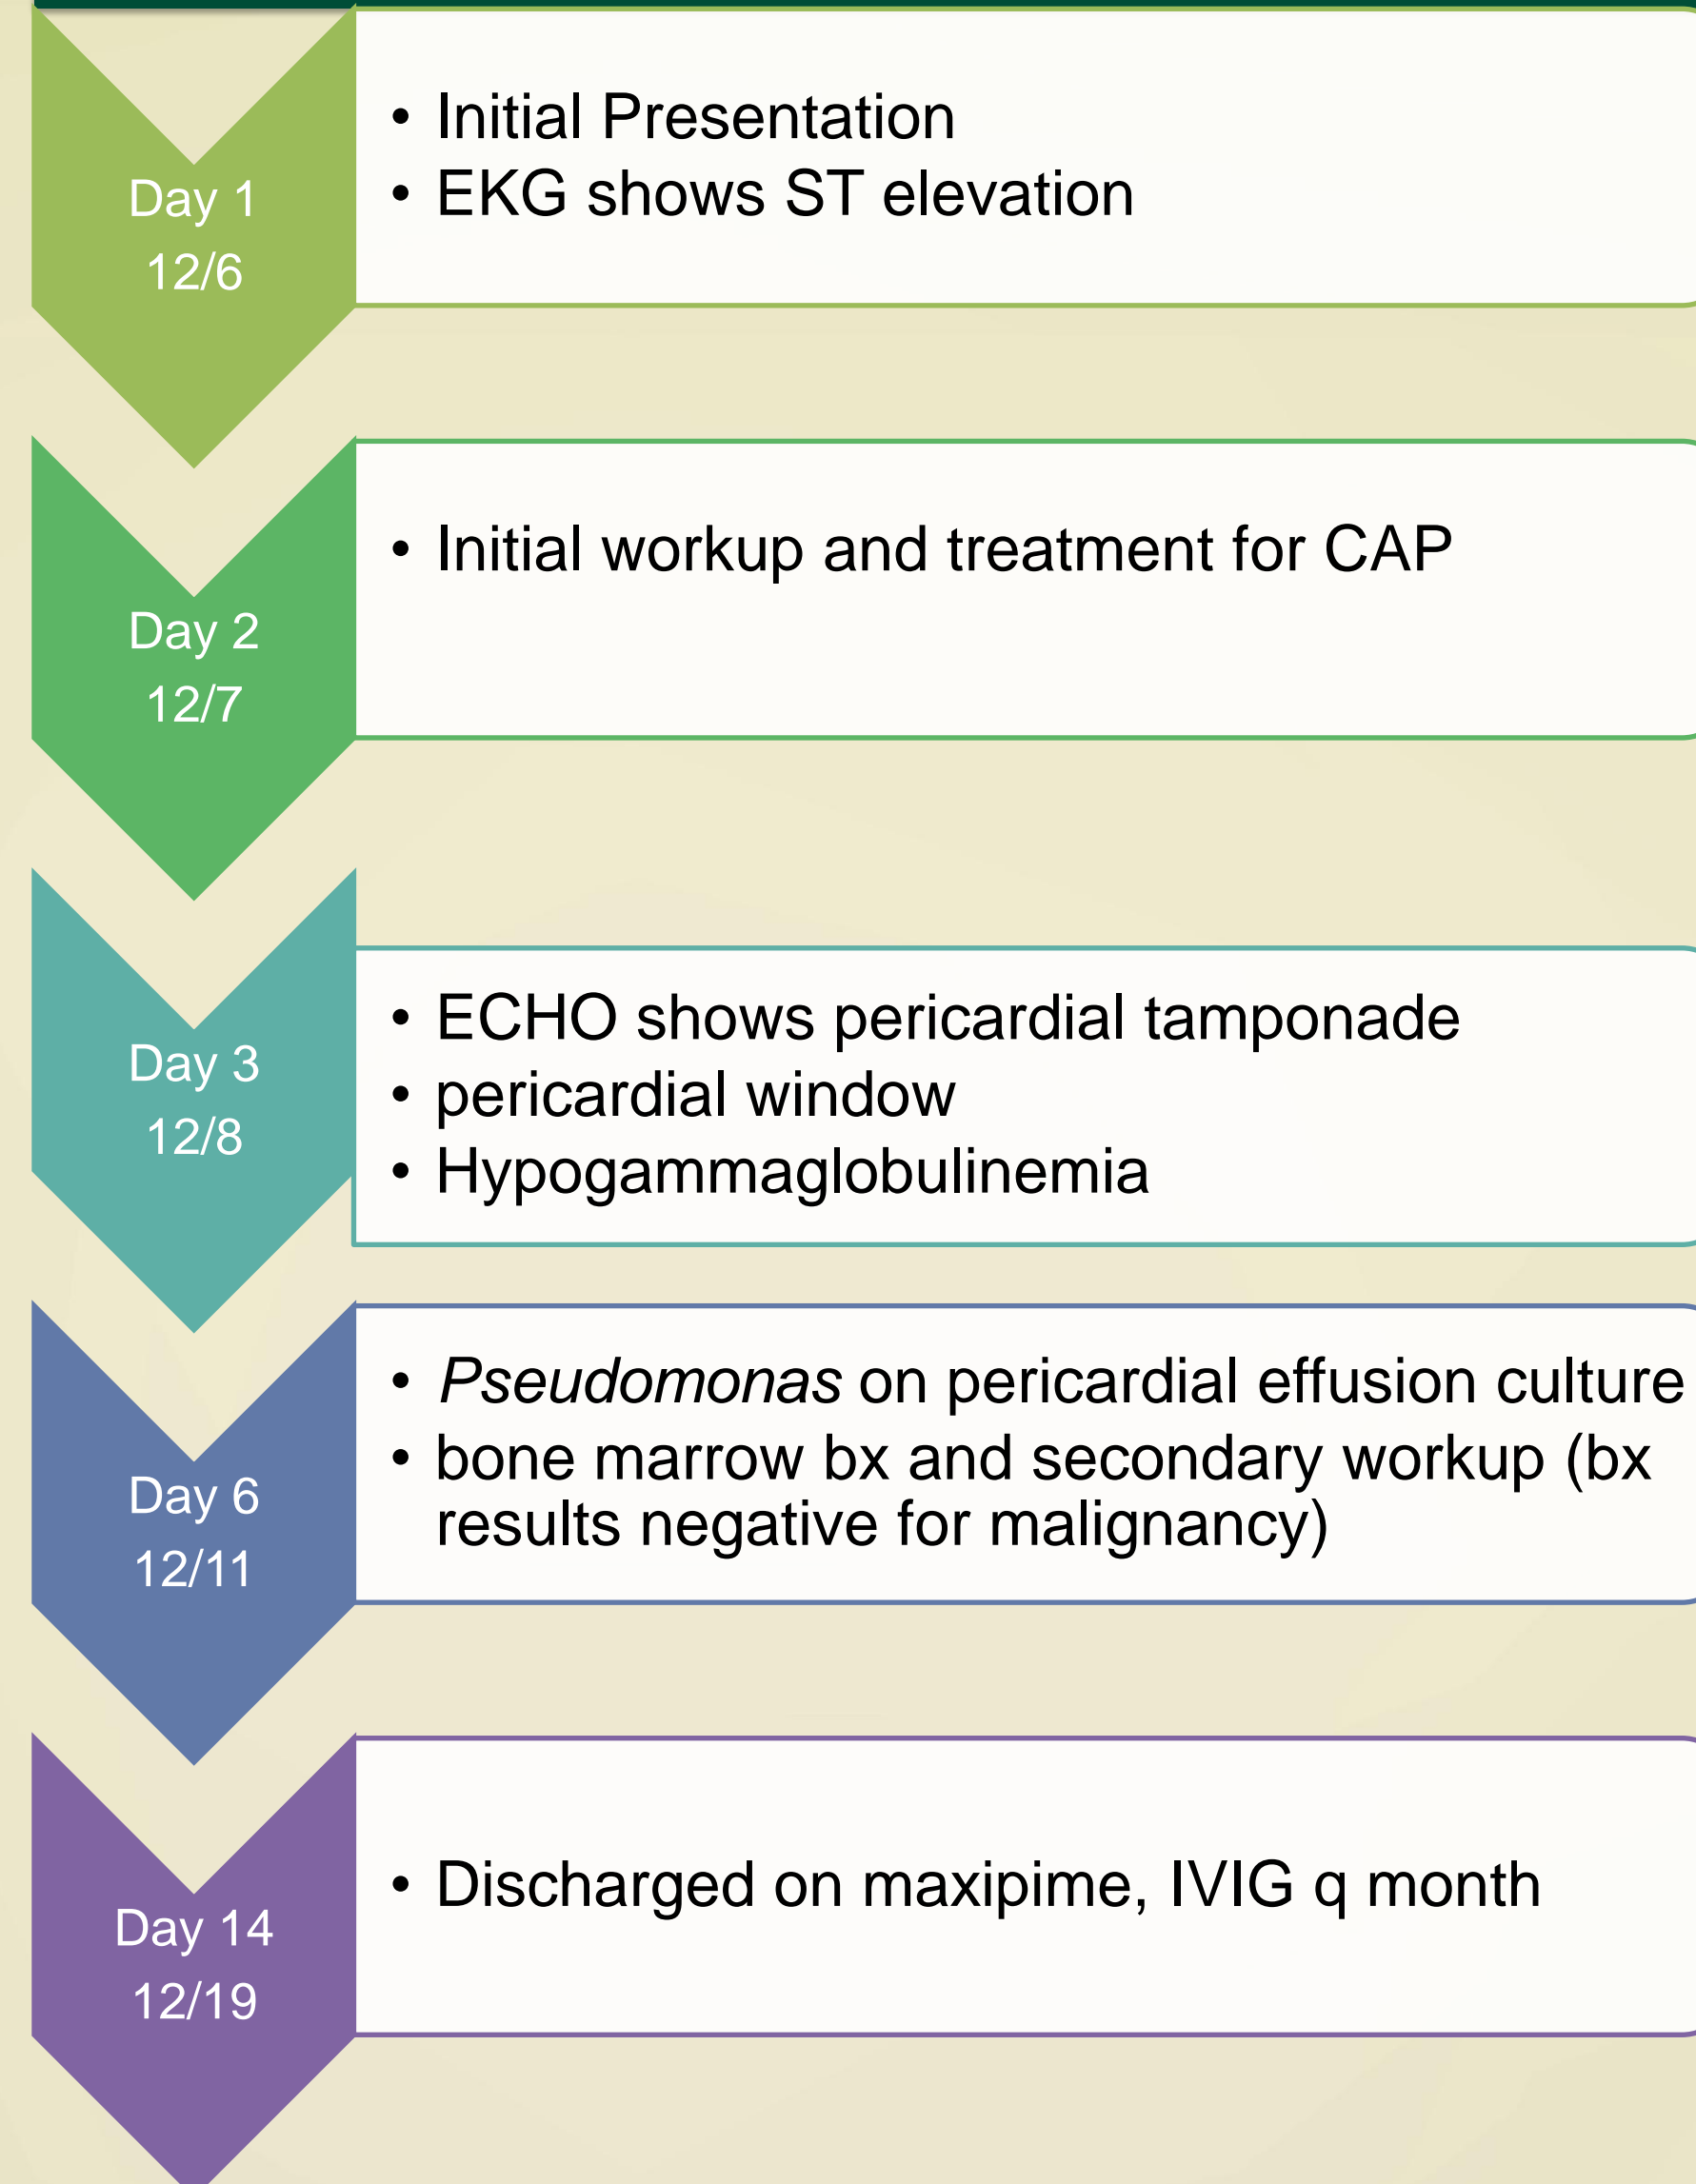 Day 1
12/6
• Initial Presentation
• EKG shows ST elevation
Day 2
12/7
• Initial workup and treatment for CAP
Day 3
12/8
• ECHO shows pericardial tamponade
• pericardial window
• Hypogammaglobulinemia
Day 6
12/11
• Pseudomonas on pericardial effusion culture
• bone marrow bx and secondary workup (bx
results negative for malignancy)
Day 14
12/19
• Discharged on maxipime, IVIG q month